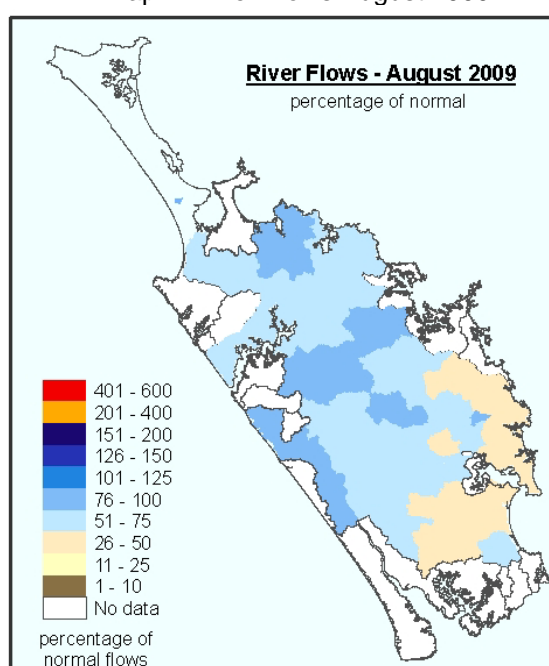 River Flows - August 2009
percentage of normal
401 - 600
201 - 400
151 - 200
126 - 150
101 - 125
76 - 100
51 - 75
26 - 50
11 - 25
1 - 10
No data
percentage of
normal flows